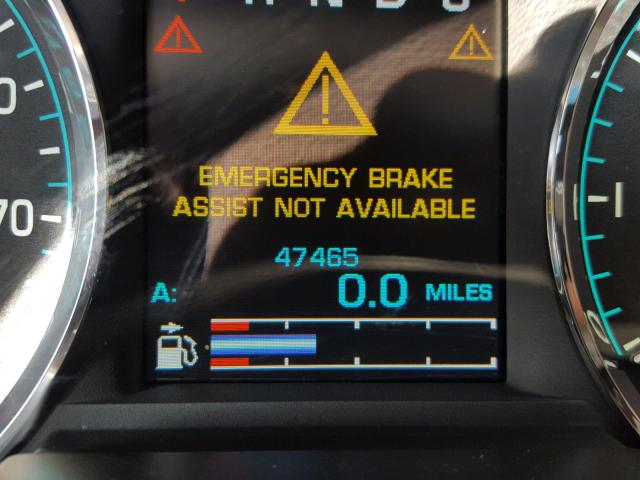 R N D S
EMERGENCY BRAKE
ASSIST NOT AVAILABLE
47465
A: 0.0 MILES
70